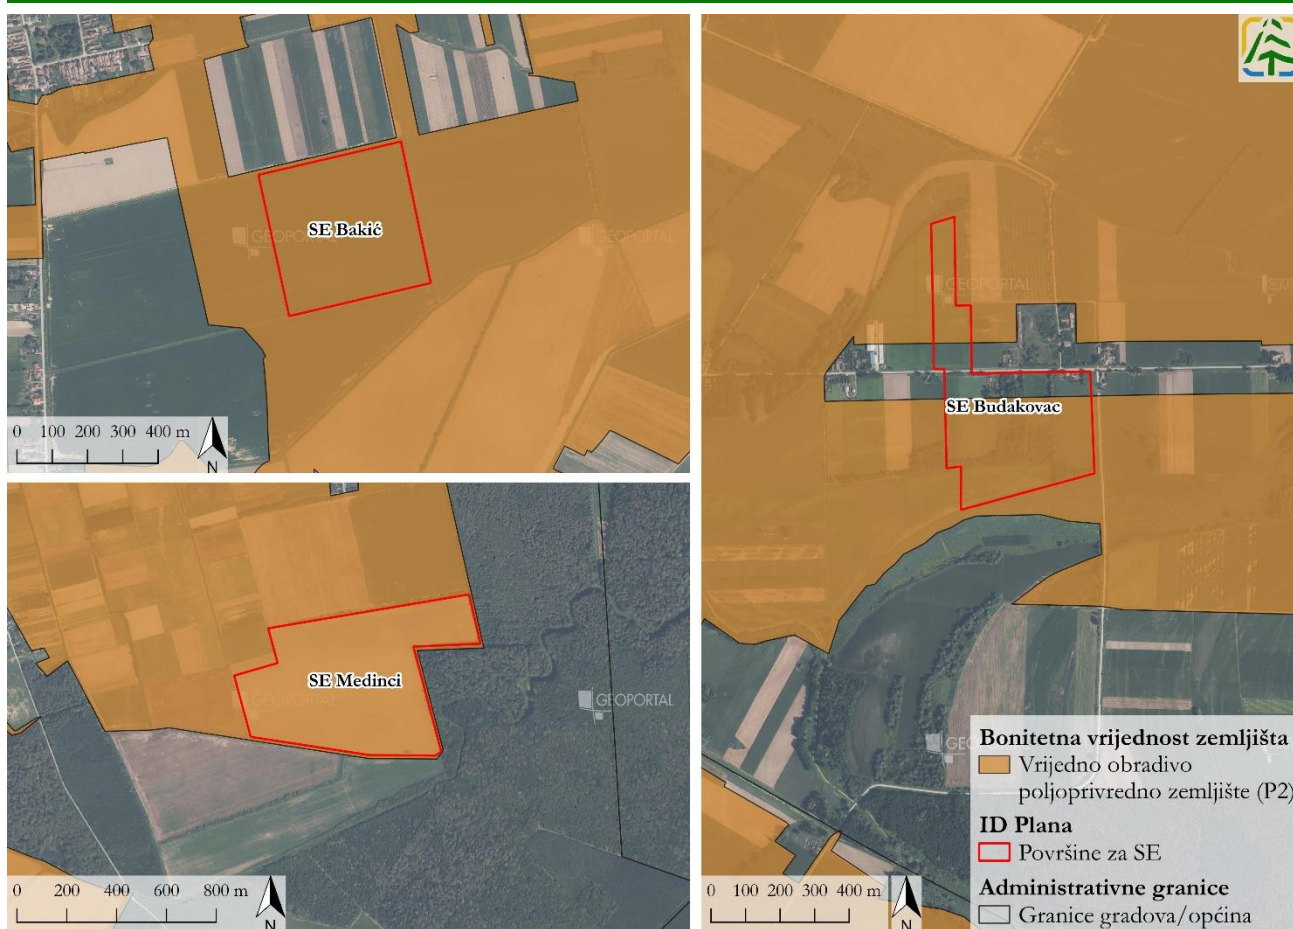 SE Bakić
GEOPORTAL
GEOPORTAL
0 100 200 300 400 m
N
SE Medinci
GEOPORTAL
0 200 400 600 800 m
N
GEOPORTAL
SE Budakovac
0 100 200 300 400 m
N
Bonitetna vrijednost zemljišta
Vrijedno obradivo
poljoprivredno zemljište (P2)
ID Plana
Površine za SE
Administrativne granice
Granice gradova/općina